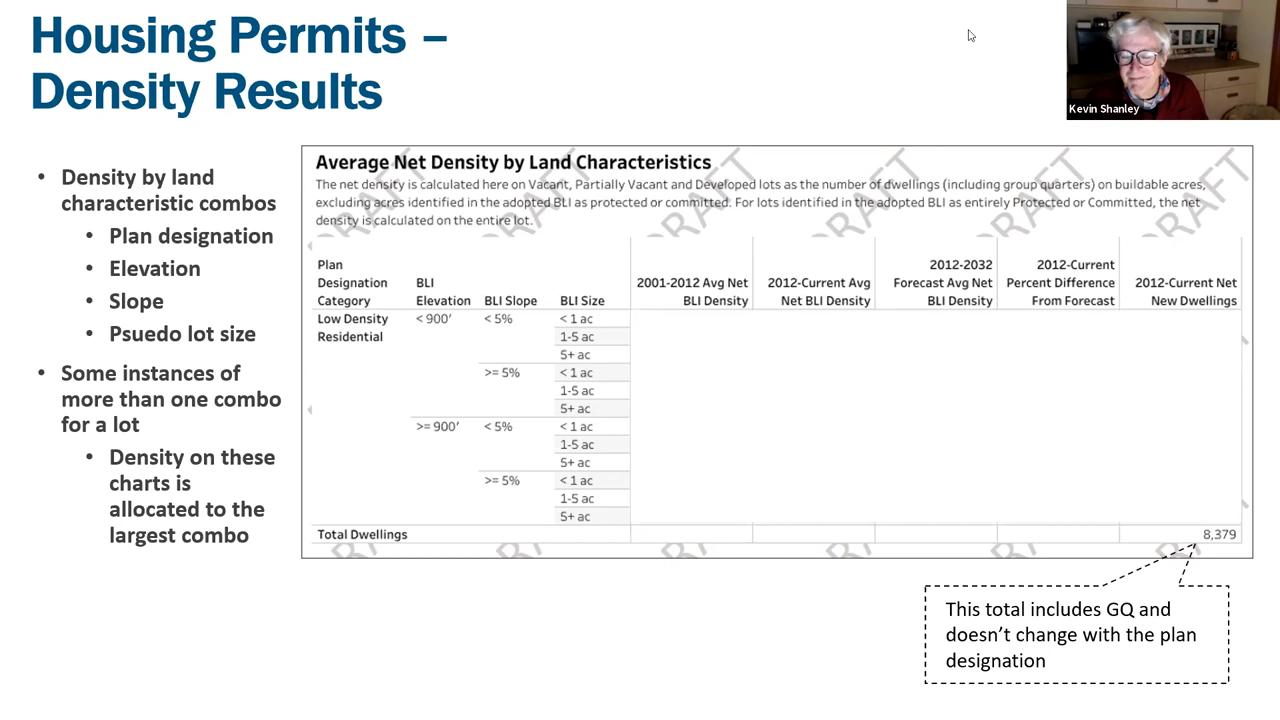 Housing Permits –
Density Results
Kevin Shanley
• Density by land
characteristic combos
• Plan designation
• Elevation
• Slope
• Psuedo lot size
• Some instances of
more than one combo
for a lot
• Density on these
charts is
allocated to the
largest combo
Average Net Density by Land Characteristics
The net density is calculated here on Vacant, Partially Vacant and Developed lots as the number of dwellings (including group quarters) on buildable acres,
excluding acres identified in the adopted BLI as protected or committed. For lots identified in the adopted BLI as entirely Protected or Committed, the net
density is calculated on the entire lot.
DRAFT DRAFT DRAFT DRAFT DRAFT DRAFT
Plan 2012-2032 2012-Current
Designation BLI 2001-2012 Avg Net 2012-Current Avg Forecast Avg Net Percent Difference 2012-Current Net
Category Elevation BLI Slope BLI Size BLI Density Net BLI Density BLI Density From Forecast New Dwellings
Low Density < 900′ < 5% < 1 ac
Residential 1-5 ac
5+ ac
>= 5% < 1 ac
1-5 ac
5+ ac
>= 900′ < 5% < 1 ac
1-5 ac
5+ ac
>= 5% < 1 ac
1-5 ac
5+ ac
Total Dwellings 8,379
This total includes GQ and
doesn’t change with the plan
designation